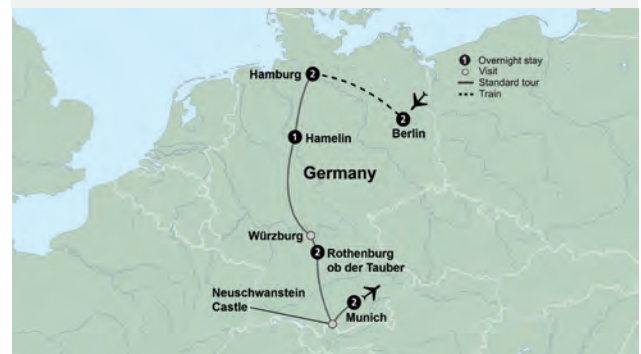 1 Overnight stay
Visit
Standard tour
Train
Hamburg 2
2
Berlin
1 Hamelin
Germany
Würzburg
2 Rothenburg
ob der Tauber
Neuschwanstein
Castle
2
Munich